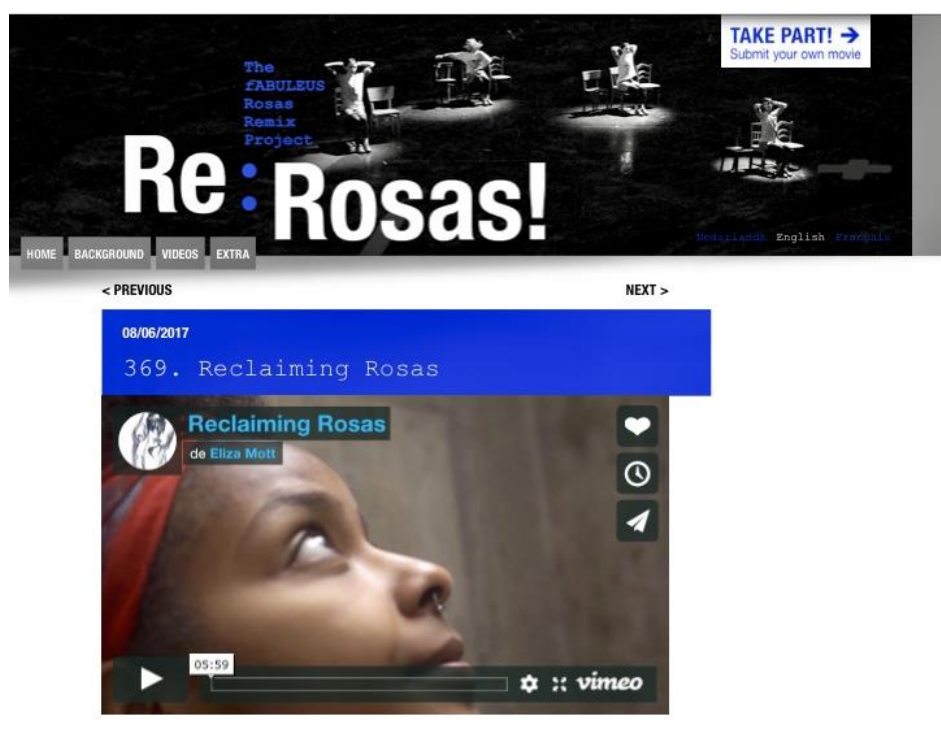 TAKE PART! →
Submit your own movie
The
fABULEUS
Rosas
Remix
Project
Re:Rosas!
Nederlands English Français
HOME BACKGROUND VIDEOS EXTRA
< PREVIOUS NEXT >
08/06/2017
369. Reclaiming Rosas
Reclaiming Rosas
de Eliza Mott
05:59
vimeo